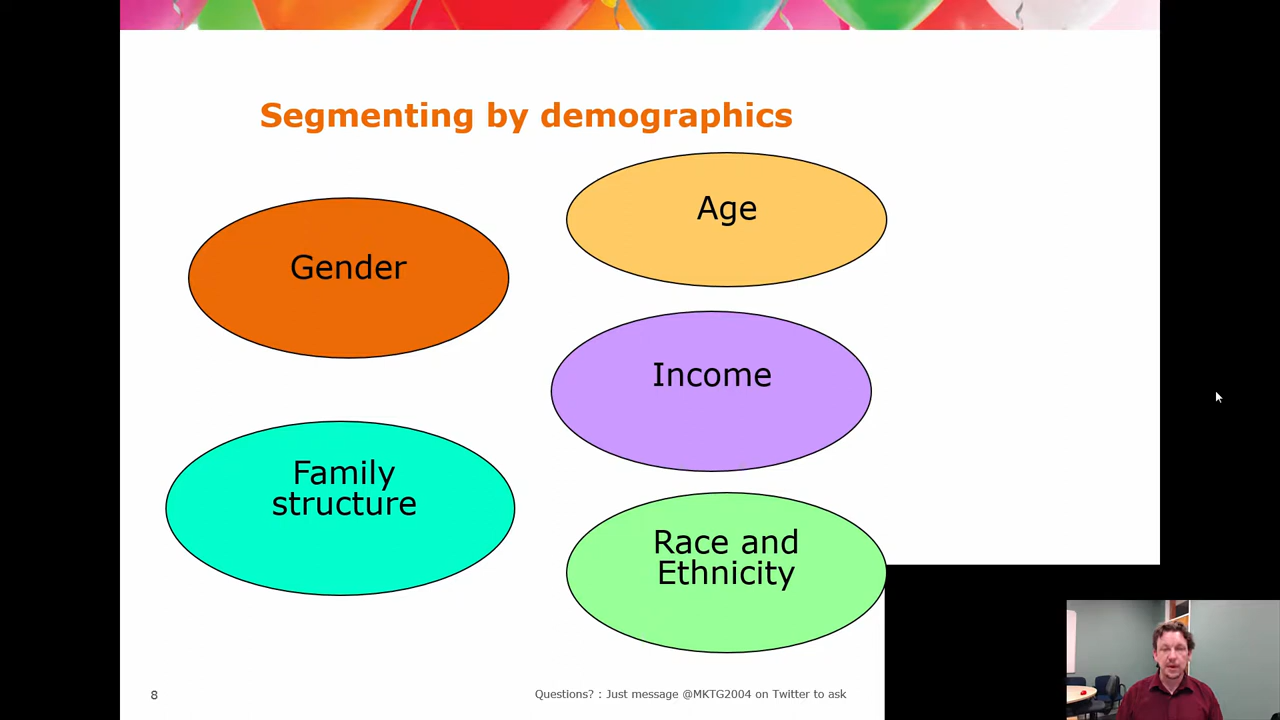 Segmenting by demographics
Age
Gender
Income
Family
structure
Race and
Ethnicity
8
Questions? : Just message @MKTG2004 on Twitter to ask